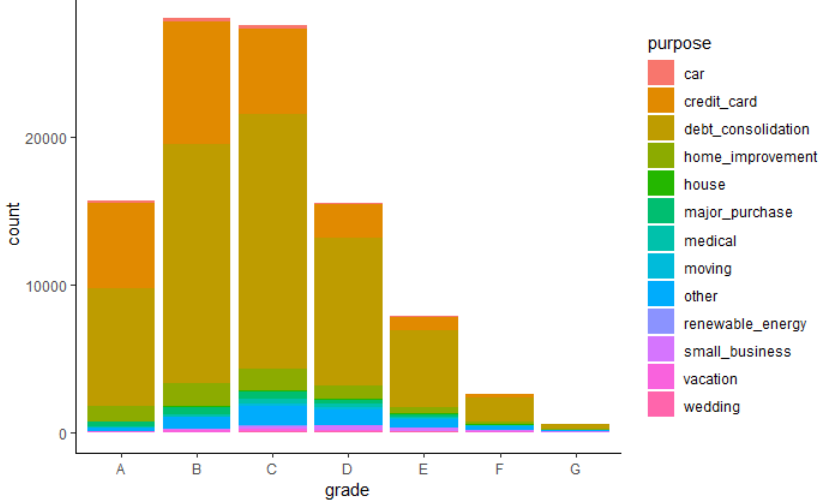 purpose
car
credit_card
debt_consolidation
home_improvement
house
major_purchase
medical
moving
other
renewable_energy
small_business
vacation
wedding
count
20000
10000
0
A B C D E F G
grade